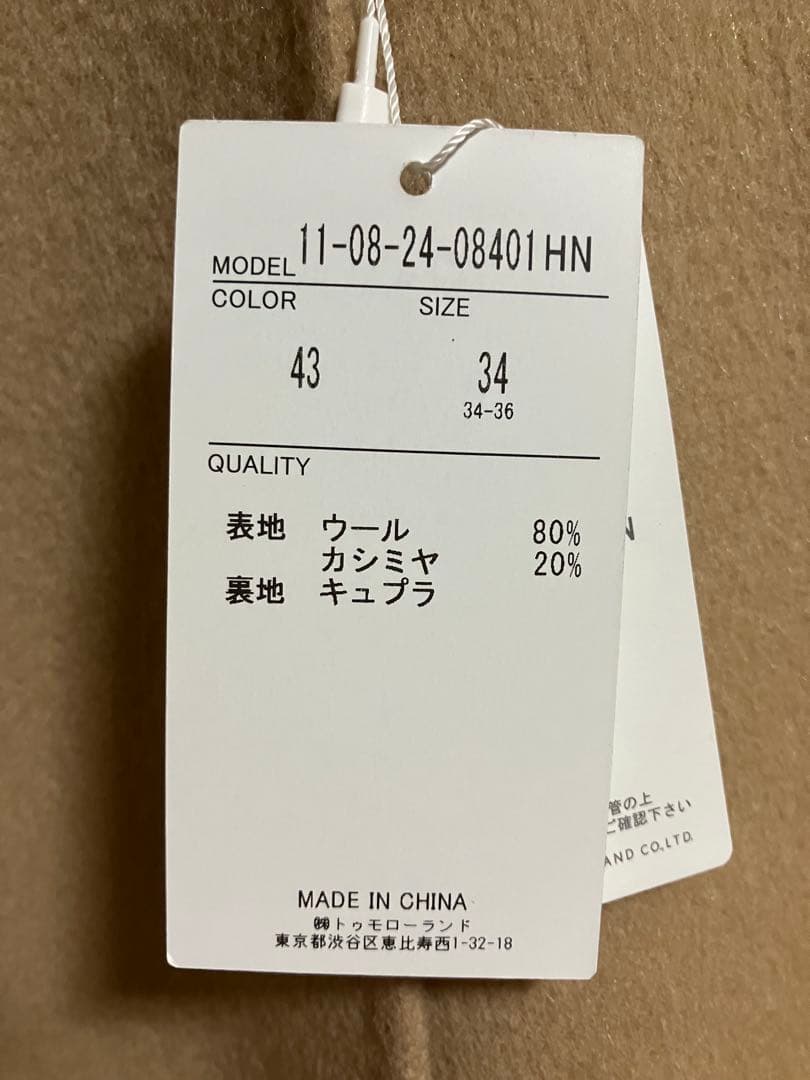 MODEL 11-08-24-08401HN
COLOR SIZE
43 34
34-36
QUALITY
表地 ウール 80%
カシミヤ 20%
裏地 キュプラ
MADE IN CHINA
㈱トゥモローランド
東京都渋谷区恵比寿西1-32-18
N
管の上
ご確認下さい
AND CO.,LTD.